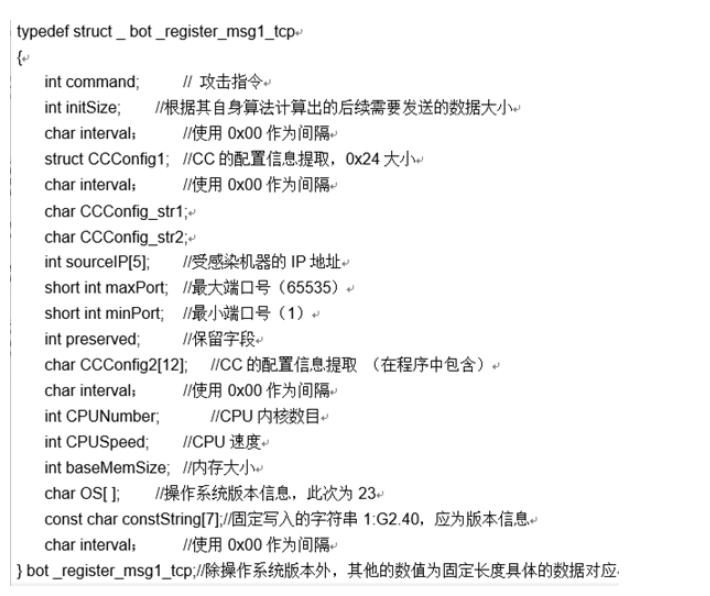 typedef struct _ bot _register_msg1_tcp
{
int command; // 攻击指令
int initSize; //根据其自身算法计算出的后续需要发送的数据大小
char interval； //使用 0x00 作为间隔
struct CCConfig1; //CC 的配置信息提取，0x24 大小
char interval； //使用 0x00 作为间隔
char CCConfig_str1;
char CCConfig_str2;
int sourceIP[5]; //受感染机器的 IP 地址
short int maxPort; //最大端口号（65535）
short int minPort; //最小端口号（1）
int preserved; //保留字段
char CCConfig2[12]; //CC 的配置信息提取 （在程序中包含）
char interval； //使用 0x00 作为间隔
int CPUNumber; //CPU 内核数目
int CPUSpeed; //CPU 速度
int baseMemSize; //内存大小
char OS[ ]; //操作系统版本信息，此次为 23
const char constString[7];//固定写入的字符串 1:G2.40，应为版本信息
char interval； //使用 0x00 作为间隔
} bot _register_msg1_tcp;//除操作系统版本外，其他的数值为固定长度具体的数据对应